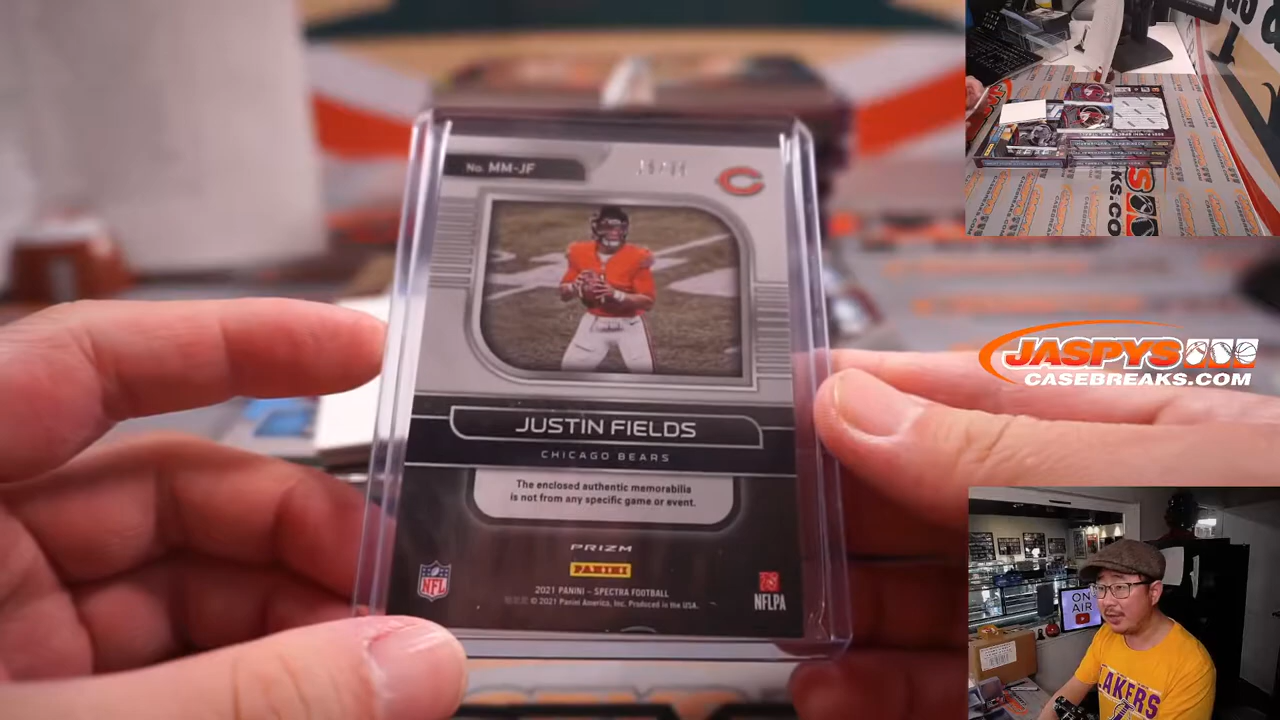 No. MM-JF
JUSTIN FIELDS
CHICAGO BEARS
The enclosed authentic memorabilia
is not from any specific game or event.
PRIZM
PANINI
2021 PANINI – SPECTRA FOOTBALL
© 2021 Panini America, Inc. Produced in the USA.
NFL
NFLPA
JASPYS
CASEBREAKS.COM
ON
AIR
LAKERS